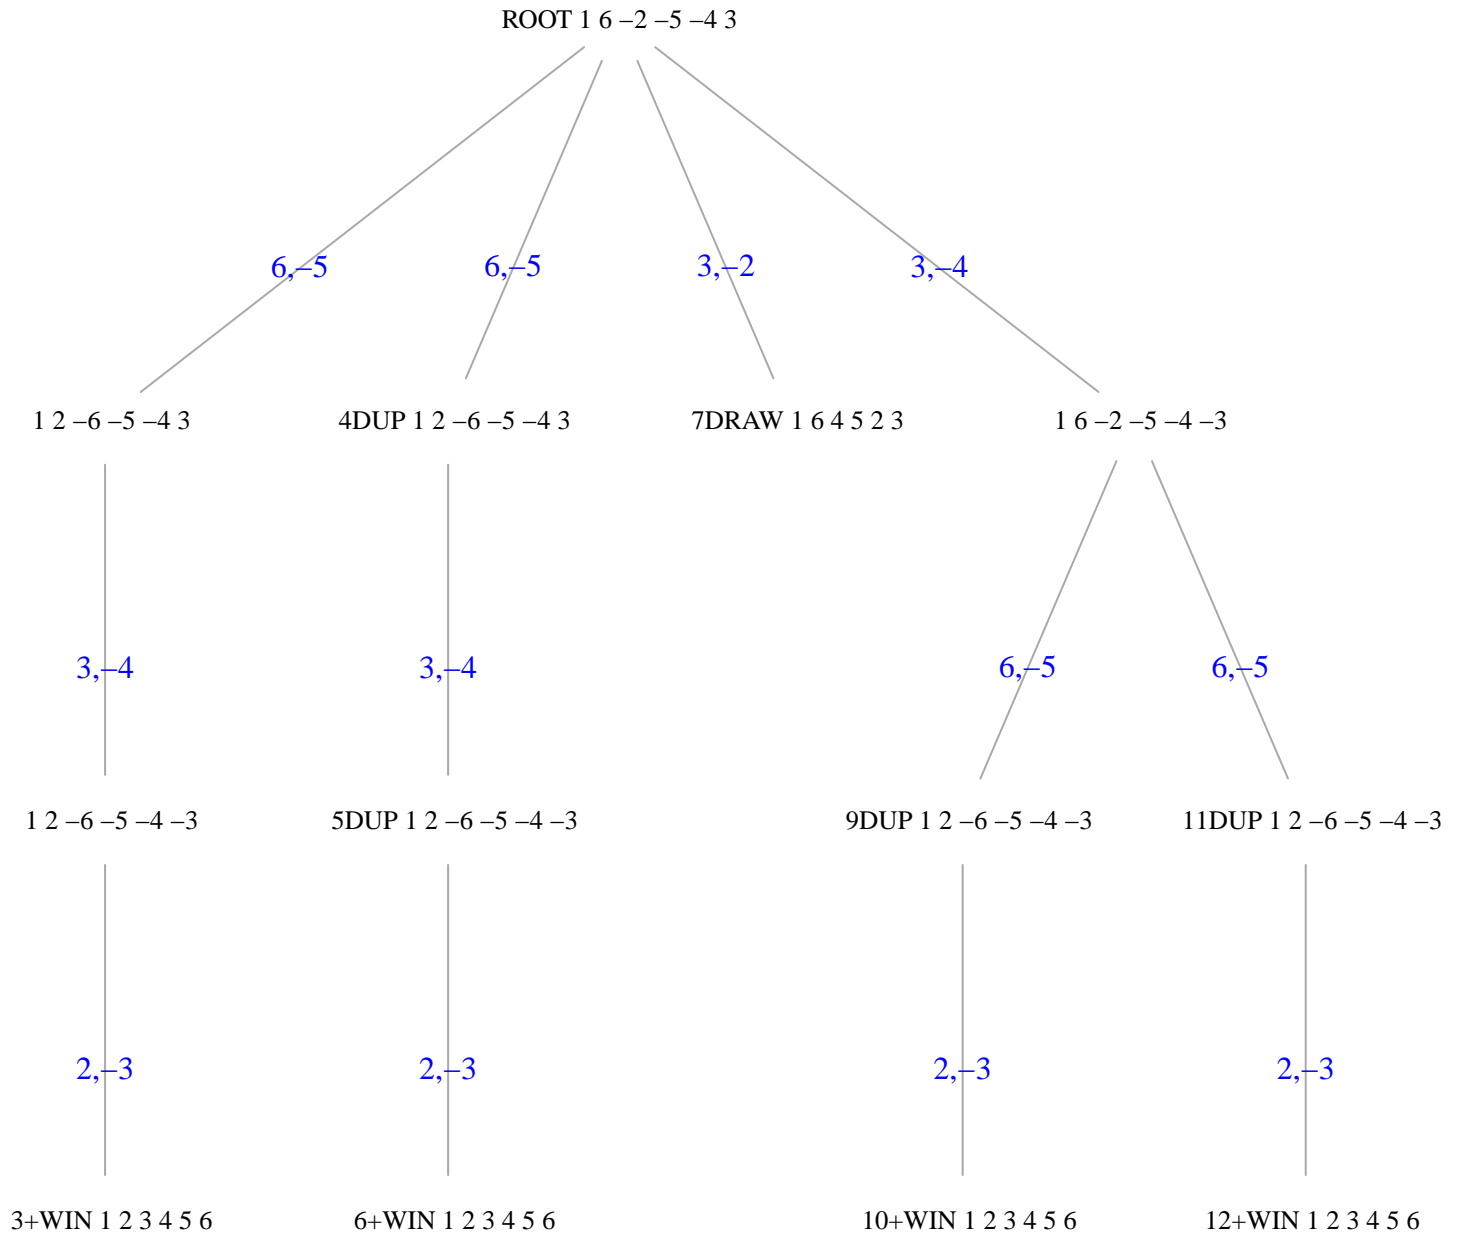 ROOT 1 6 –2 –5 –4 3
6,–5
6,–5
3,–2
3,–4
1 2 –6 –5 –4 3
4DUP 1 2 –6 –5 –4 3
7DRAW 1 6 4 5 2 3
1 6 –2 –5 –4 –3
3,–4
3,–4
6,–5
6,–5
1 2 –6 –5 –4 –3
5DUP 1 2 –6 –5 –4 –3
9DUP 1 2 –6 –5 –4 –3
11DUP 1 2 –6 –5 –4 –3
2,–3
2,–3
2,–3
2,–3
3+WIN 1 2 3 4 5 6
6+WIN 1 2 3 4 5 6
10+WIN 1 2 3 4 5 6
12+WIN 1 2 3 4 5 6